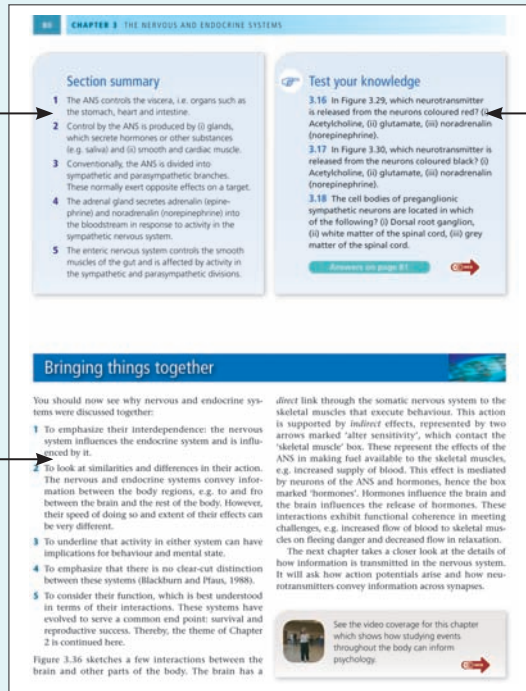 80 CHAPTER 3 THE NERVOUS AND ENDOCRINE SYSTEMS
Section summary
1 The ANS controls the viscera, i.e. organs such as
the stomach, heart and intestine.
2 Control by the ANS is produced by (i) glands,
which secrete hormones or other substances
(e.g. saliva) and (ii) smooth and cardiac muscle.
3 Conventionally, the ANS is divided into
sympathetic and parasympathetic branches.
These normally exert opposite effects on a target.
4 The adrenal gland secretes adrenalin (epine-
phrine) and noradrenalin (norepinephrine) into
the bloodstream in response to activity in the
sympathetic nervous system.
5 The enteric nervous system controls the smooth
muscles of the gut and is affected by activity in
the sympathetic and parasympathetic divisions.
Test your knowledge
3.16 In Figure 3.29, which neurotransmitter
is released from the neurons coloured red? (i)
Acetylcholine, (ii) glutamate, (iii) noradrenalin
(norepinephrine).
3.17 In Figure 3.30, which neurotransmitter is
released from the neurons coloured black? (i)
Acetylcholine, (ii) glutamate, (iii) noradrenalin
(norepinephrine).
3.18 The cell bodies of preganglionic
sympathetic neurons are located in which
of the following? (i) Dorsal root ganglion,
(ii) white matter of the spinal cord, (iii) grey
matter of the spinal cord.
Answers on page 81
Bringing things together
You should now see why nervous and endocrine sys-
tems were discussed together:
1 To emphasize their interdependence: the nervous
system influences the endocrine system and is influ-
enced by it.
2 To look at similarities and differences in their action.
The nervous and endocrine systems convey infor-
mation between the body regions, e.g. to and fro
between the brain and the rest of the body. However,
their speed of doing so and extent of their effects can
be very different.
3 To underline that activity in either system can have
implications for behaviour and mental state.
4 To emphasize that there is no clear-cut distinction
between these systems (Blackburn and Pfaus, 1988).
5 To consider their function, which is best understood
in terms of their interactions. These systems have
evolved to serve a common end point: survival and
reproductive success. Thereby, the theme of Chapter
2 is continued here.
Figure 3.36 sketches a few interactions between the
brain and other parts of the body. The brain has a
direct link through the somatic nervous system to the
skeletal muscles that execute behaviour. This action
is supported by indirect effects, represented by two
arrows marked 'alter sensitivity', which contact the
'skeletal muscle' box. These represent the effects of the
ANS in making fuel available to the skeletal muscles,
e.g. increased supply of blood. This effect is mediated
by neurons of the ANS and hormones, hence the box
marked 'hormones'. Hormones influence the brain and
the brain influences the release of hormones. These
interactions exhibit functional coherence in meeting
challenges, e.g. increased flow of blood to skeletal mus-
cles on fleeing danger and decreased flow in relaxation.
The next chapter takes a closer look at the details of
how information is transmitted in the nervous system.
It will ask how action potentials arise and how neu-
rotransmitters convey information across synapses.
See the video coverage for this chapter
which shows how studying events
throughout the body can inform
psychology.